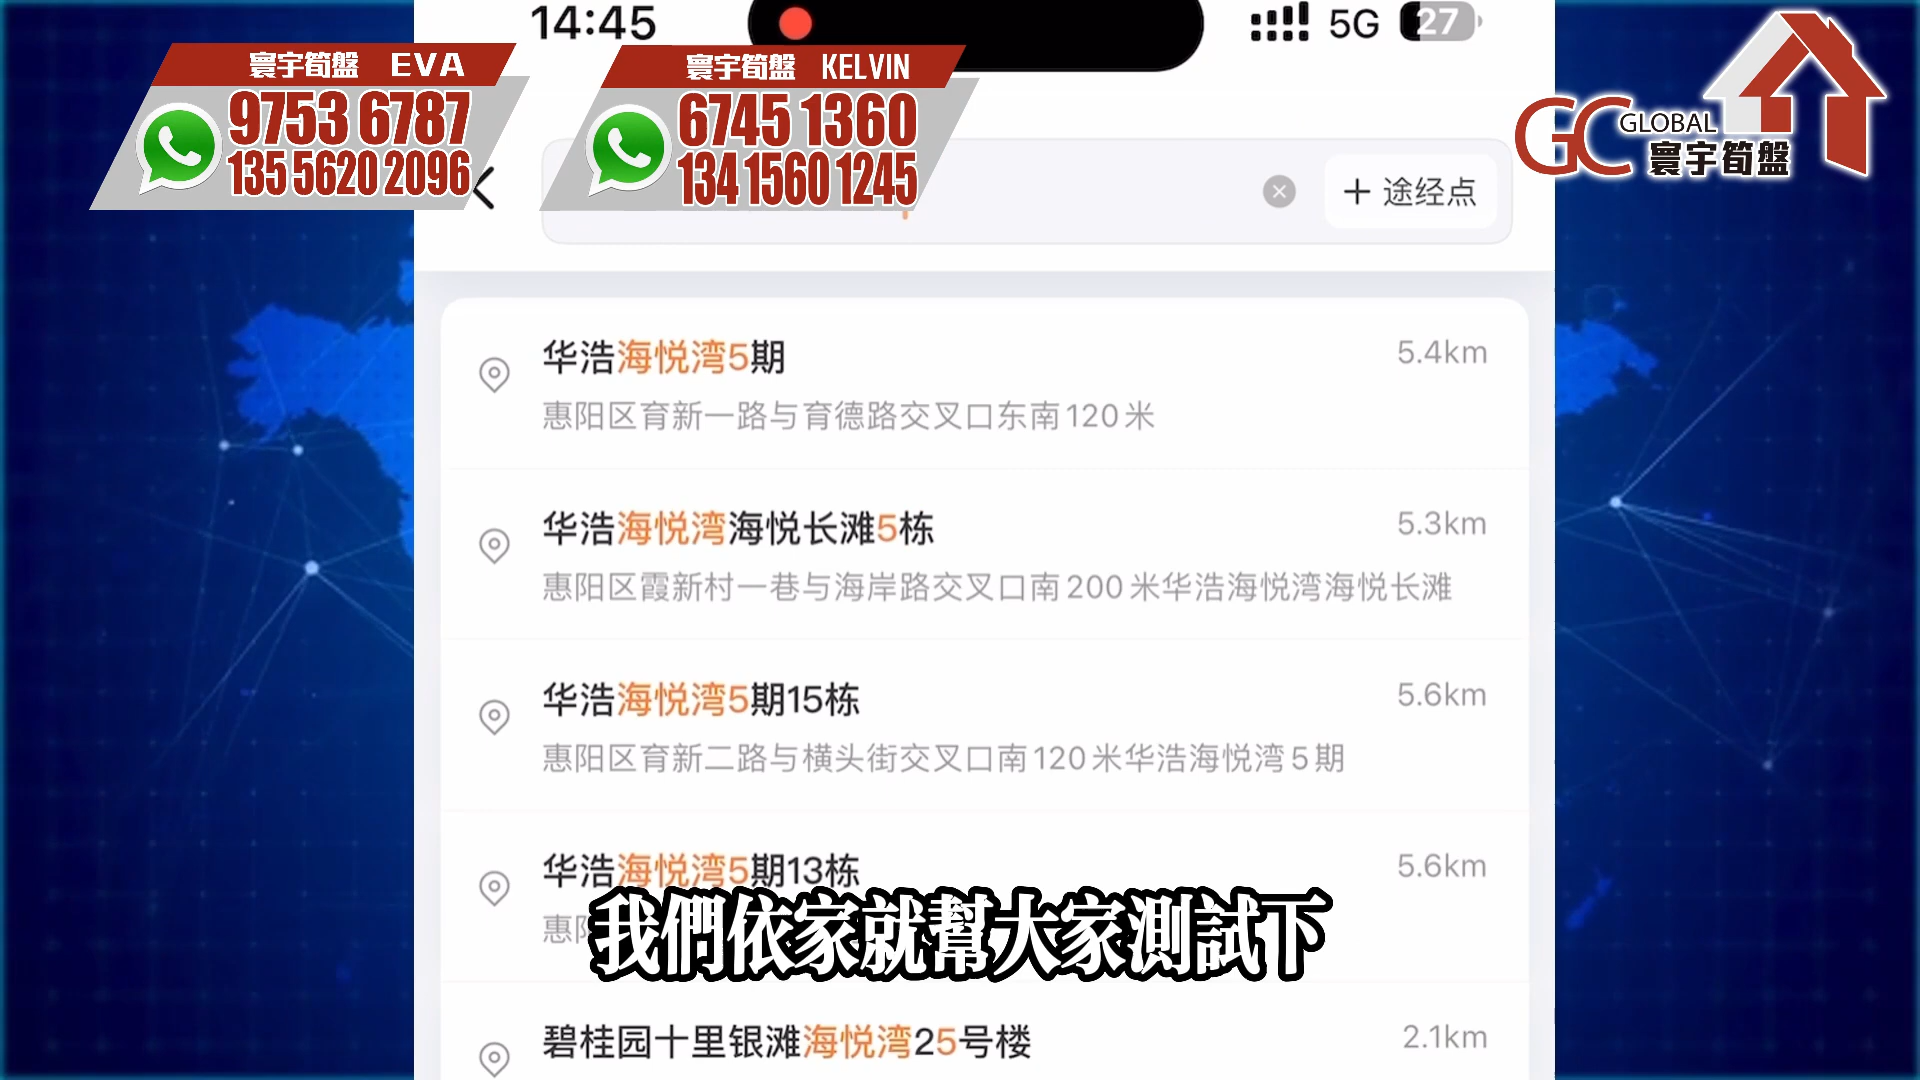 14:45
5G
27
寰宇筍盤 EVA
9753 6787
135 5620 2096
寰宇筍盤 KELVIN
6745 1360
134 1560 1245
GC GLOBAL
寰宇筍盤
+ 途经点
华浩海悦湾5期
5.4km
惠阳区育新一路与育德路交叉口东南120米
华浩海悦湾海悦长滩5栋
5.3km
惠阳区霞新村一巷与海岸路交叉口南200米华浩海悦湾海悦长滩
华浩海悦湾5期15栋
5.6km
惠阳区育新二路与横头街交叉口南120米华浩海悦湾5期
华浩海悦湾5期13栋
5.6km
惠阳
我們依家就幫大家測試下
碧桂园十里银滩海悦湾25号楼
2.1km